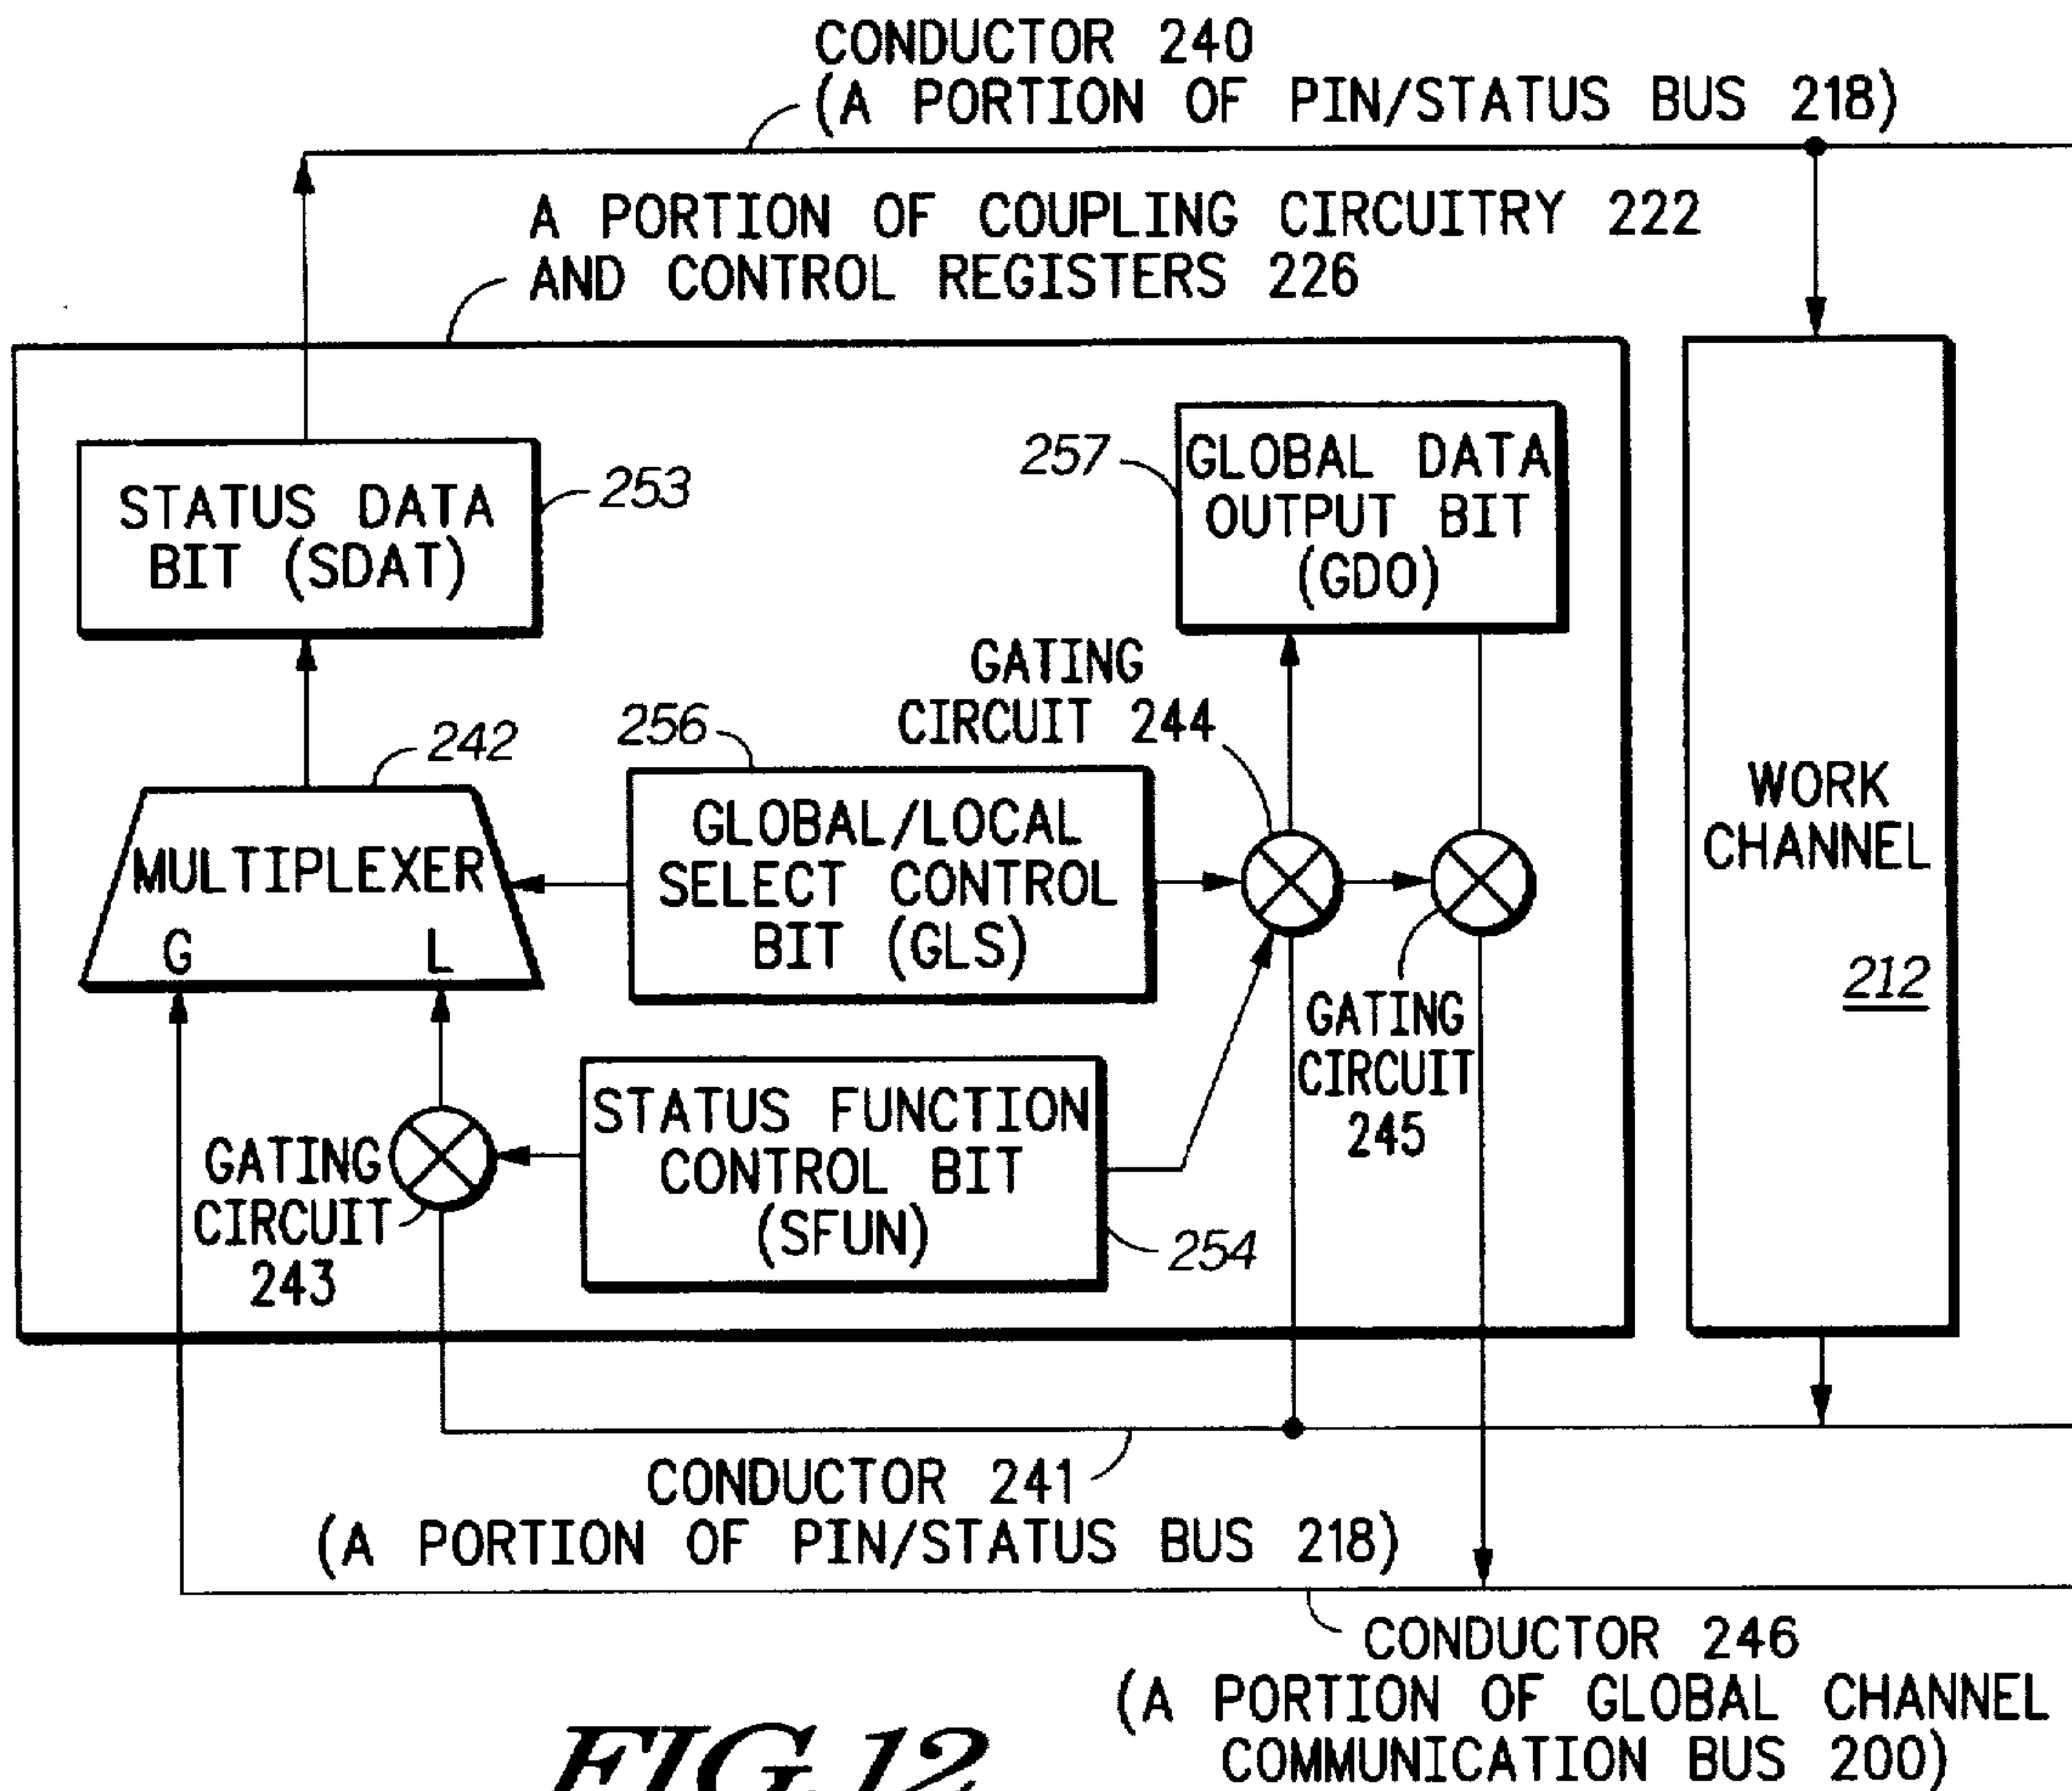 CONDUCTOR 240
(A PORTION OF PIN/STATUS BUS 218)
A PORTION OF COUPLING CIRCUITRY 222
AND CONTROL REGISTERS 226
STATUS DATA
BIT (SDAT)
253
257
GLOBAL DATA
OUTPUT BIT
(GDO)
GATING
CIRCUIT 244
256
242
MULTIPLEXER
G L
GLOBAL/LOCAL
SELECT CONTROL
BIT (GLS)
WORK
CHANNEL
212
GATING
CIRCUIT
245
GATING
CIRCUIT
243
STATUS FUNCTION
CONTROL BIT
(SFUN)
254
CONDUCTOR 241
(A PORTION OF PIN/STATUS BUS 218)
CONDUCTOR 246
(A PORTION OF GLOBAL CHANNEL
COMMUNICATION BUS 200)
FIG.12